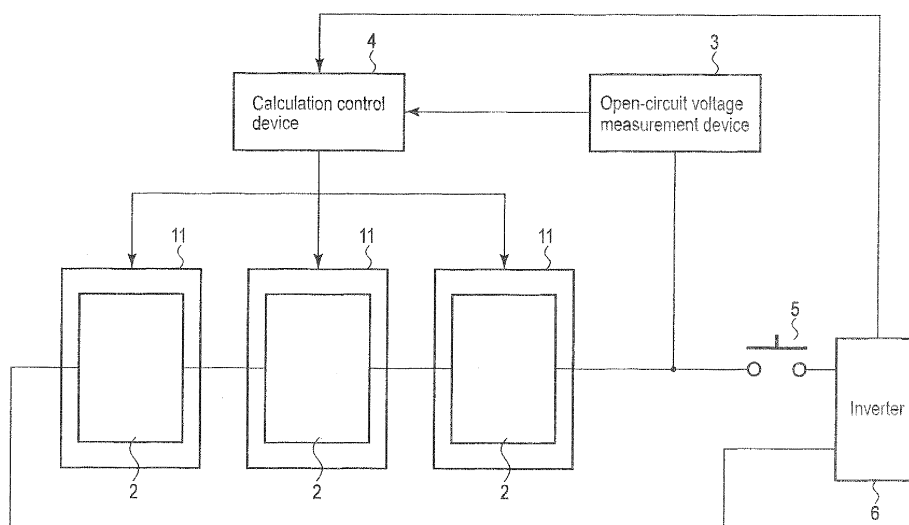 4
3
Calculation control
device
Open-circuit voltage
measurement device
11
11
11
5
Inverter
2
2
2
6